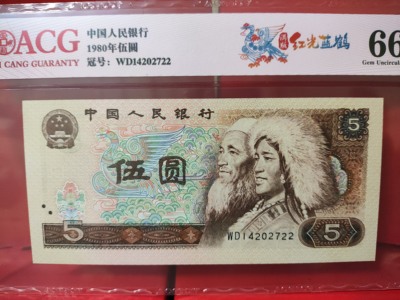 ACG
CANG GUARANTY
中国人民银行
1980年伍圆
冠号: WD14202722
红光蓝鹤
66
Gem Uncircul
中国人民银行
5
伍圆
5
5
WD14202722